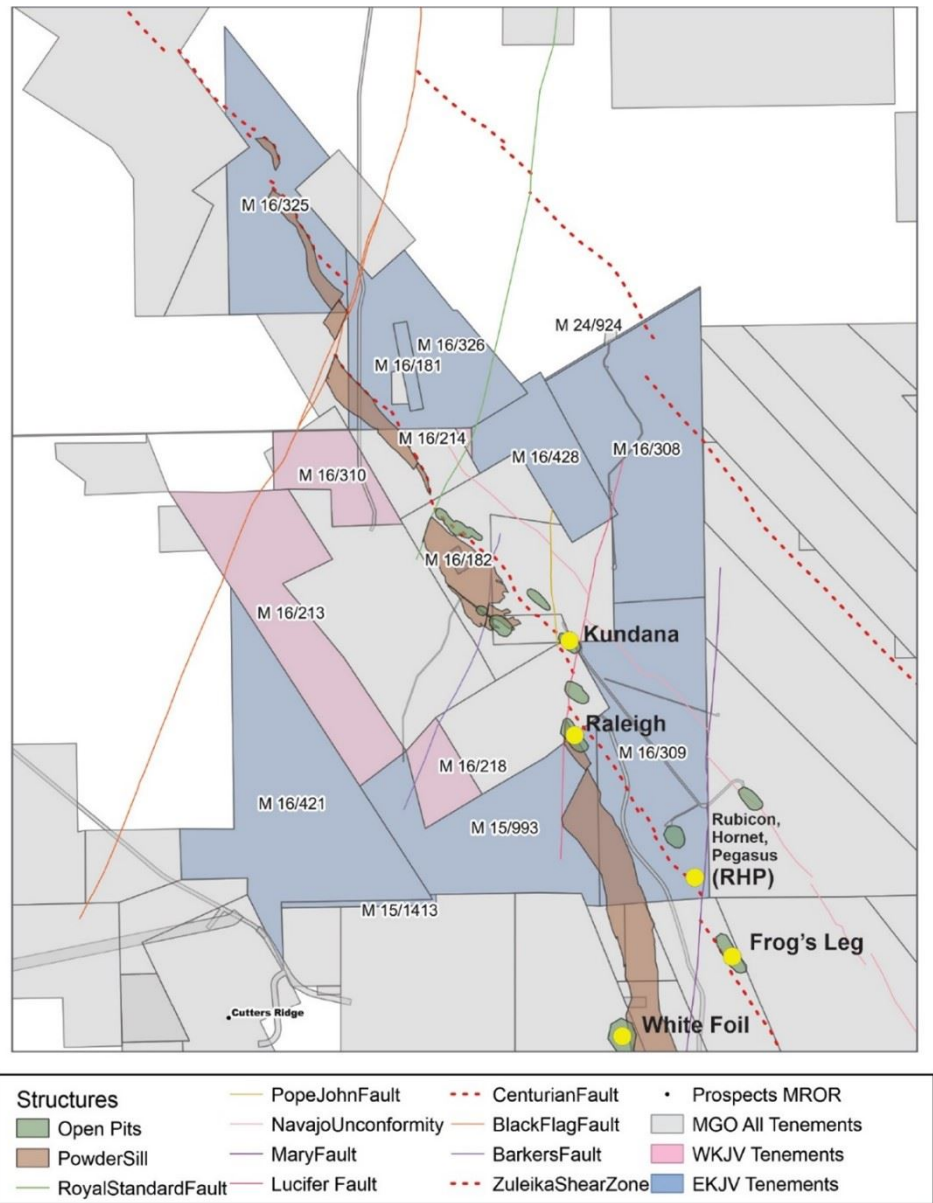 M 16/325
M 24/924
M 16/326
M 16/181
M 16/214
M 16/428
M 16/308
M 16/310
M 16/182
M 16/213
Kundana
Raleigh
M 16/309
M 16/218
M 16/421
M 15/993
Rubicon,
Hornet,
Pegasus
(RHP)
M 15/1413
Frog's Leg
Cutters Ridge
White Foil
Structures
Open Pits
PowderSill
RoyalStandardFault
PopeJohnFault
NavajoUnconformity
MaryFault
Lucifer Fault
CenturianFault
BlackFlagFault
BarkersFault
ZuleikaShearZone
Prospects MROR
MGO All Tenements
WKJV Tenements
EKJV Tenements